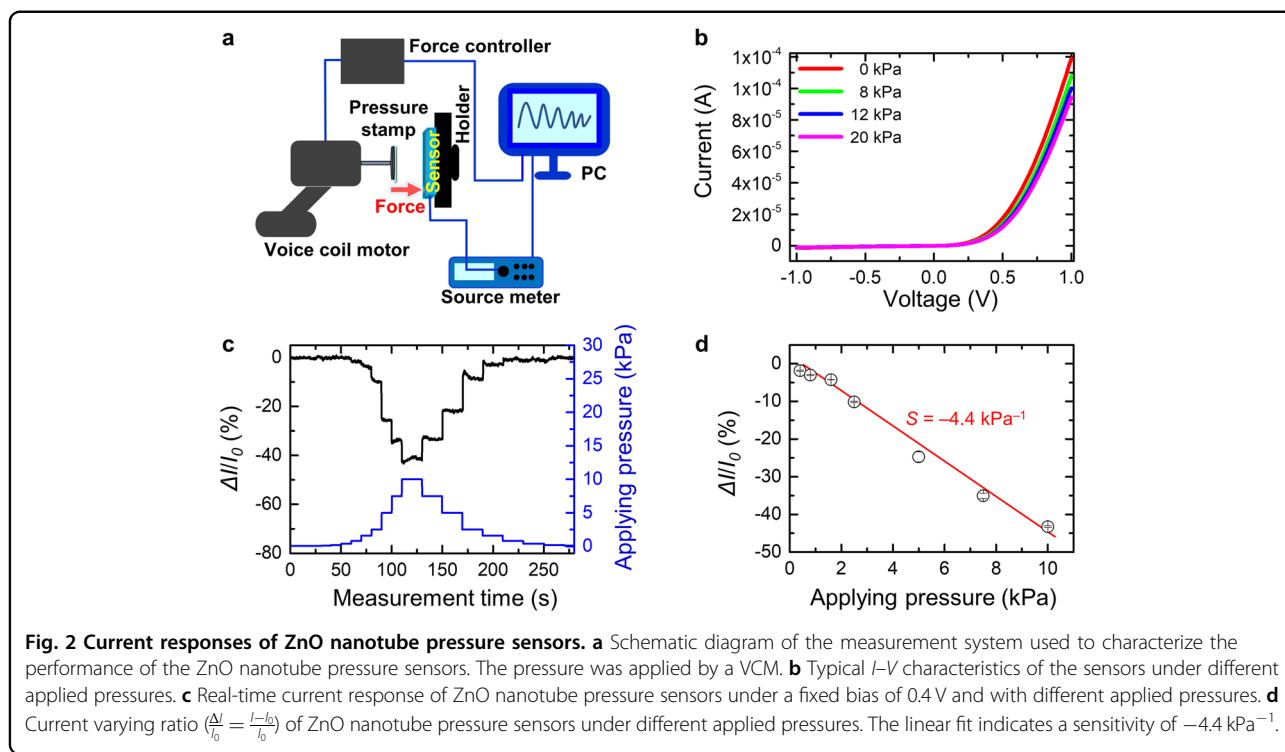 a
Force controller
Pressure
stamp
Holder
Sensor
PC
Force
Voice coil motor
Source meter
b
1x10⁻⁴
1x10⁻⁴
8x10⁻⁵
6x10⁻⁵
4x10⁻⁵
2x10⁻⁵
0
Current (A)
0 kPa
8 kPa
12 kPa
20 kPa
-1.0 -0.5 0.0 0.5 1.0
Voltage (V)
c
0
-20
-40
-60
-80
ΔI/I₀ (%)
30
25
20
15
10
5
0
Applying pressure (kPa)
0 50 100 150 200 250
Measurement time (s)
d
0
-10
-20
-30
-40
-50
ΔI/I₀ (%)
S = –4.4 kPa⁻¹
0 2 4 6 8 10
Applying pressure (kPa)
Fig. 2 Current responses of ZnO nanotube pressure sensors. a Schematic diagram of the measurement system used to characterize the
performance of the ZnO nanotube pressure sensors. The pressure was applied by a VCM. b Typical I–V characteristics of the sensors under different
applied pressures. c Real-time current response of ZnO nanotube pressure sensors under a fixed bias of 0.4 V and with different applied pressures. d
Current varying ratio (ΔI/I₀ = I−I₀/I₀) of ZnO nanotube pressure sensors under different applied pressures. The linear fit indicates a sensitivity of −4.4 kPa⁻¹.